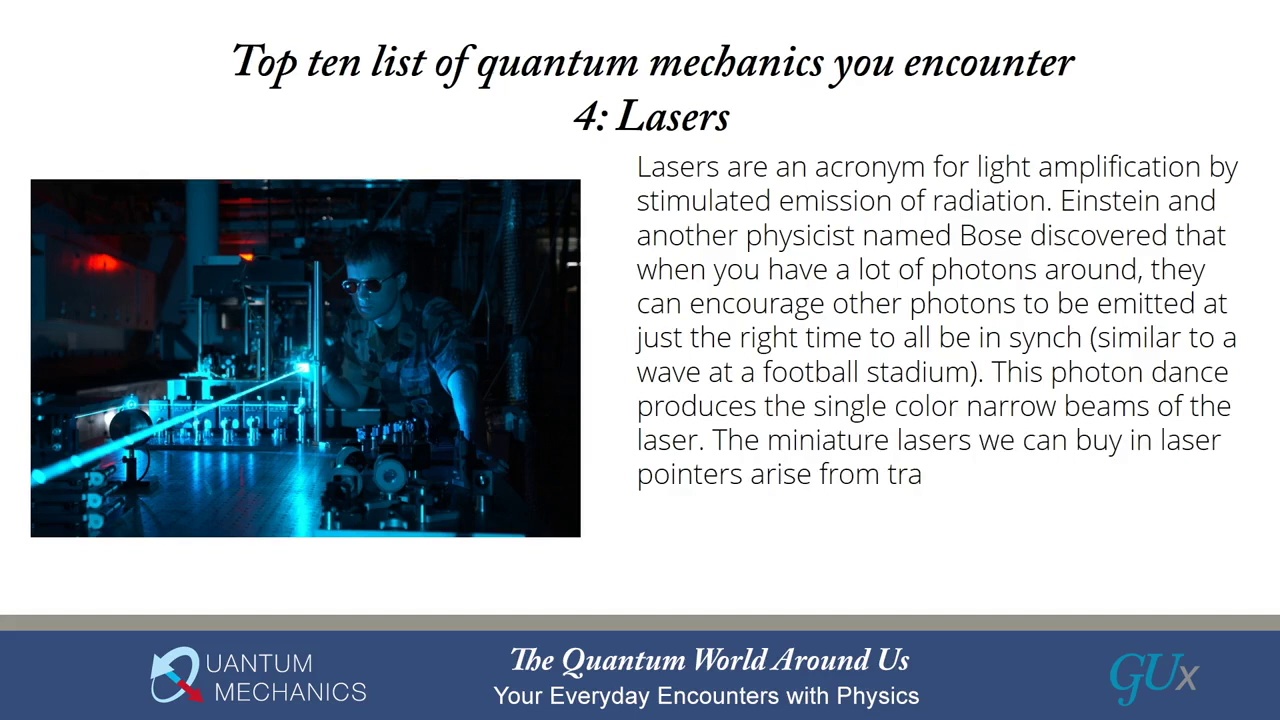 Top ten list of quantum mechanics you encounter
4: Lasers
Lasers are an acronym for light amplification by
stimulated emission of radiation. Einstein and
another physicist named Bose discovered that
when you have a lot of photons around, they
can encourage other photons to be emitted at
just the right time to all be in synch (similar to a
wave at a football stadium). This photon dance
produces the single color narrow beams of the
laser. The miniature lasers we can buy in laser
pointers arise from tra
QUANTUM
MECHANICS
The Quantum World Around Us
Your Everyday Encounters with Physics
GUx